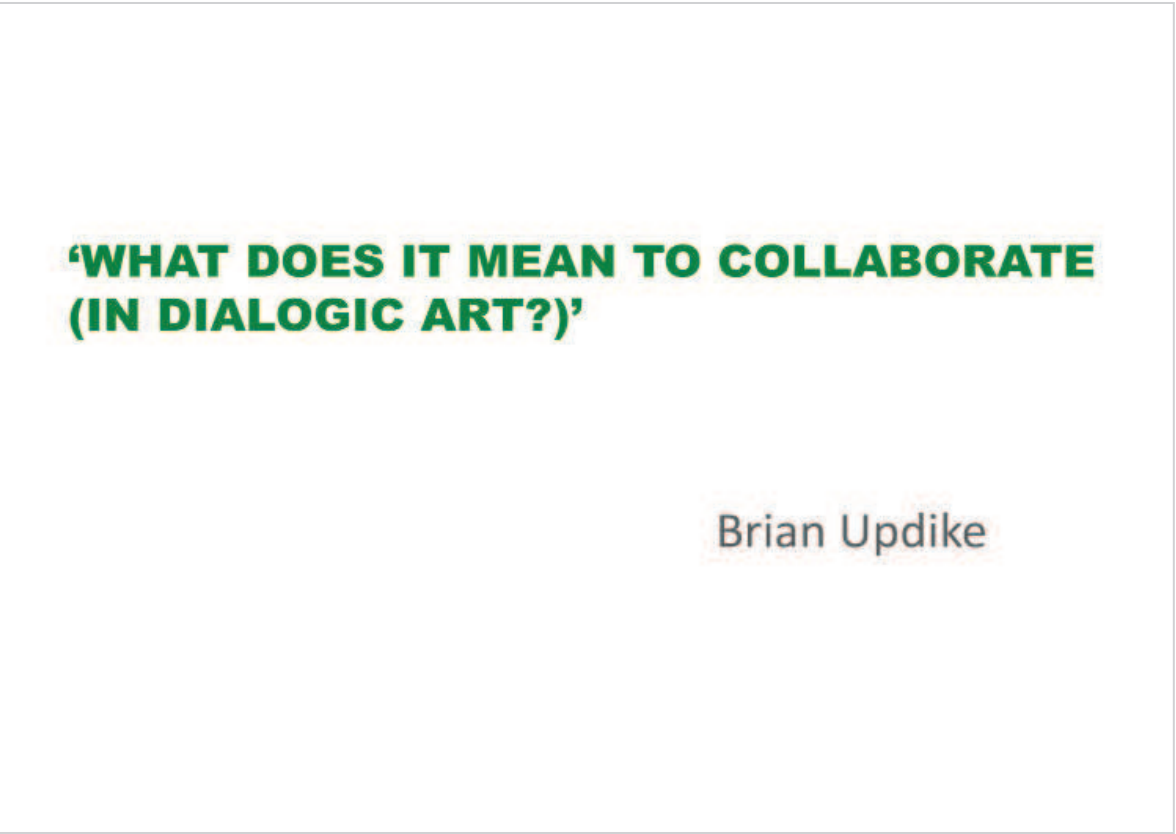 ‘WHAT DOES IT MEAN TO COLLABORATE
(IN DIALOGIC ART?)’
Brian Updike